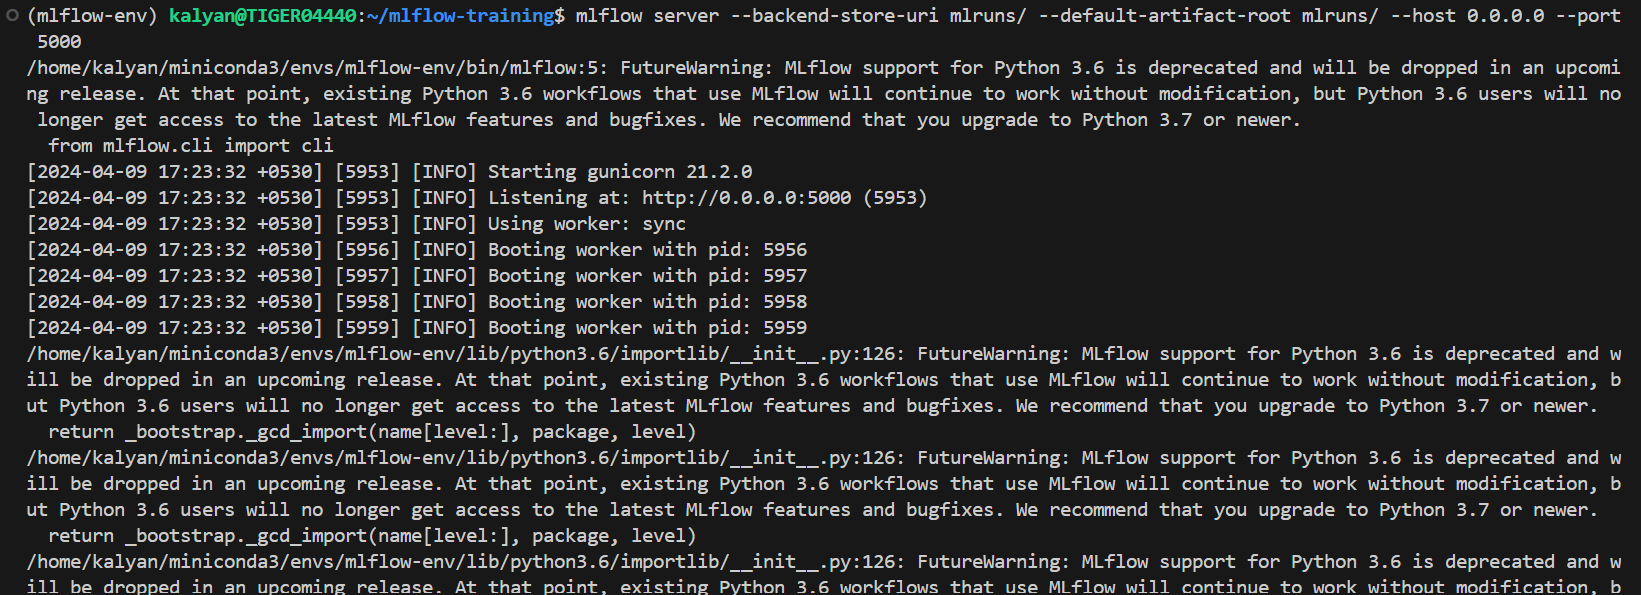 (mlflow-env) kalyan@TIGER04440:~/mlflow-training$ mlflow server --backend-store-uri mlruns/ --default-artifact-root mlruns/ --host 0.0.0.0 --port
5000
/home/kalyan/miniconda3/envs/mlflow-env/bin/mlflow:5: FutureWarning: MLflow support for Python 3.6 is deprecated and will be dropped in an upcomi
ng release. At that point, existing Python 3.6 workflows that use MLflow will continue to work without modification, but Python 3.6 users will no
longer get access to the latest MLflow features and bugfixes. We recommend that you upgrade to Python 3.7 or newer.
from mlflow.cli import cli
[2024-04-09 17:23:32 +0530] [5953] [INFO] Starting gunicorn 21.2.0
[2024-04-09 17:23:32 +0530] [5953] [INFO] Listening at: http://0.0.0.0:5000 (5953)
[2024-04-09 17:23:32 +0530] [5953] [INFO] Using worker: sync
[2024-04-09 17:23:32 +0530] [5956] [INFO] Booting worker with pid: 5956
[2024-04-09 17:23:32 +0530] [5957] [INFO] Booting worker with pid: 5957
[2024-04-09 17:23:32 +0530] [5958] [INFO] Booting worker with pid: 5958
[2024-04-09 17:23:32 +0530] [5959] [INFO] Booting worker with pid: 5959
/home/kalyan/miniconda3/envs/mlflow-env/lib/python3.6/importlib/__init__.py:126: FutureWarning: MLflow support for Python 3.6 is deprecated and w
ill be dropped in an upcoming release. At that point, existing Python 3.6 workflows that use MLflow will continue to work without modification, b
ut Python 3.6 users will no longer get access to the latest MLflow features and bugfixes. We recommend that you upgrade to Python 3.7 or newer.
return _bootstrap._gcd_import(name[level:], package, level)
/home/kalyan/miniconda3/envs/mlflow-env/lib/python3.6/importlib/__init__.py:126: FutureWarning: MLflow support for Python 3.6 is deprecated and w
ill be dropped in an upcoming release. At that point, existing Python 3.6 workflows that use MLflow will continue to work without modification, b
ut Python 3.6 users will no longer get access to the latest MLflow features and bugfixes. We recommend that you upgrade to Python 3.7 or newer.
return _bootstrap._gcd_import(name[level:], package, level)
/home/kalyan/miniconda3/envs/mlflow-env/lib/python3.6/importlib/__init__.py:126: FutureWarning: MLflow support for Python 3.6 is deprecated and w
ill be dropped in an upcoming release. At that point, existing Python 3.6 workflows that use MLflow will continue to work without modification, b